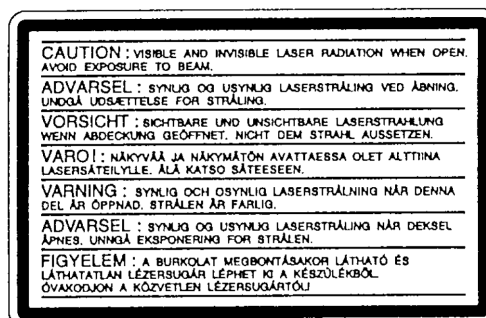 CAUTION : VISIBLE AND INVISIBLE LASER RADIATION WHEN OPEN.
AVOID EXPOSURE TO BEAM.
ADVARSEL : SYNLIG OG USYNLIG LASERSTRÅLING VED ÅBNING.
UNDGÅ UDSÆTTELSE FOR STRÅLING.
VORSICHT : SICHTBARE UND UNSICHTBARE LASERSTRAHLUNG
WENN ABDECKUNG GEÖFFNET. NICHT DEM STRAHL AUSSETZEN.
VARO! : NÄKYVÄÄ JA NÄKYMÄTÖN AVATTAESSA OLET ALTTIINA
LASERSÄTEILYLLE. ÄLÄ KATSO SÄTEESEEN.
VARNING : SYNLIG OCH OSYNLIG LASERSTRÅLNING NÄR DENNA
DEL ÄR ÖPPNAD. STRÅLEN ÄR FARLIG.
ADVARSEL : SYNLIG OG USYNLIG LASERSTRÅLING NÅR DEKSEL
ÅPNES. UNNGÅ EKSPONERING FOR STRÅLEN.
FIGYELEM : A BURKOLAT MEGBONTÁSAKOR LÁTHATÓ ÉS
LÁTHATATLAN LÉZERSUGÁR LÉPHET KI A KÉSZÜLÉKBŐL.
ÓVAKODJON A KÖZVETLEN LÉZERSUGÁRTÓL!